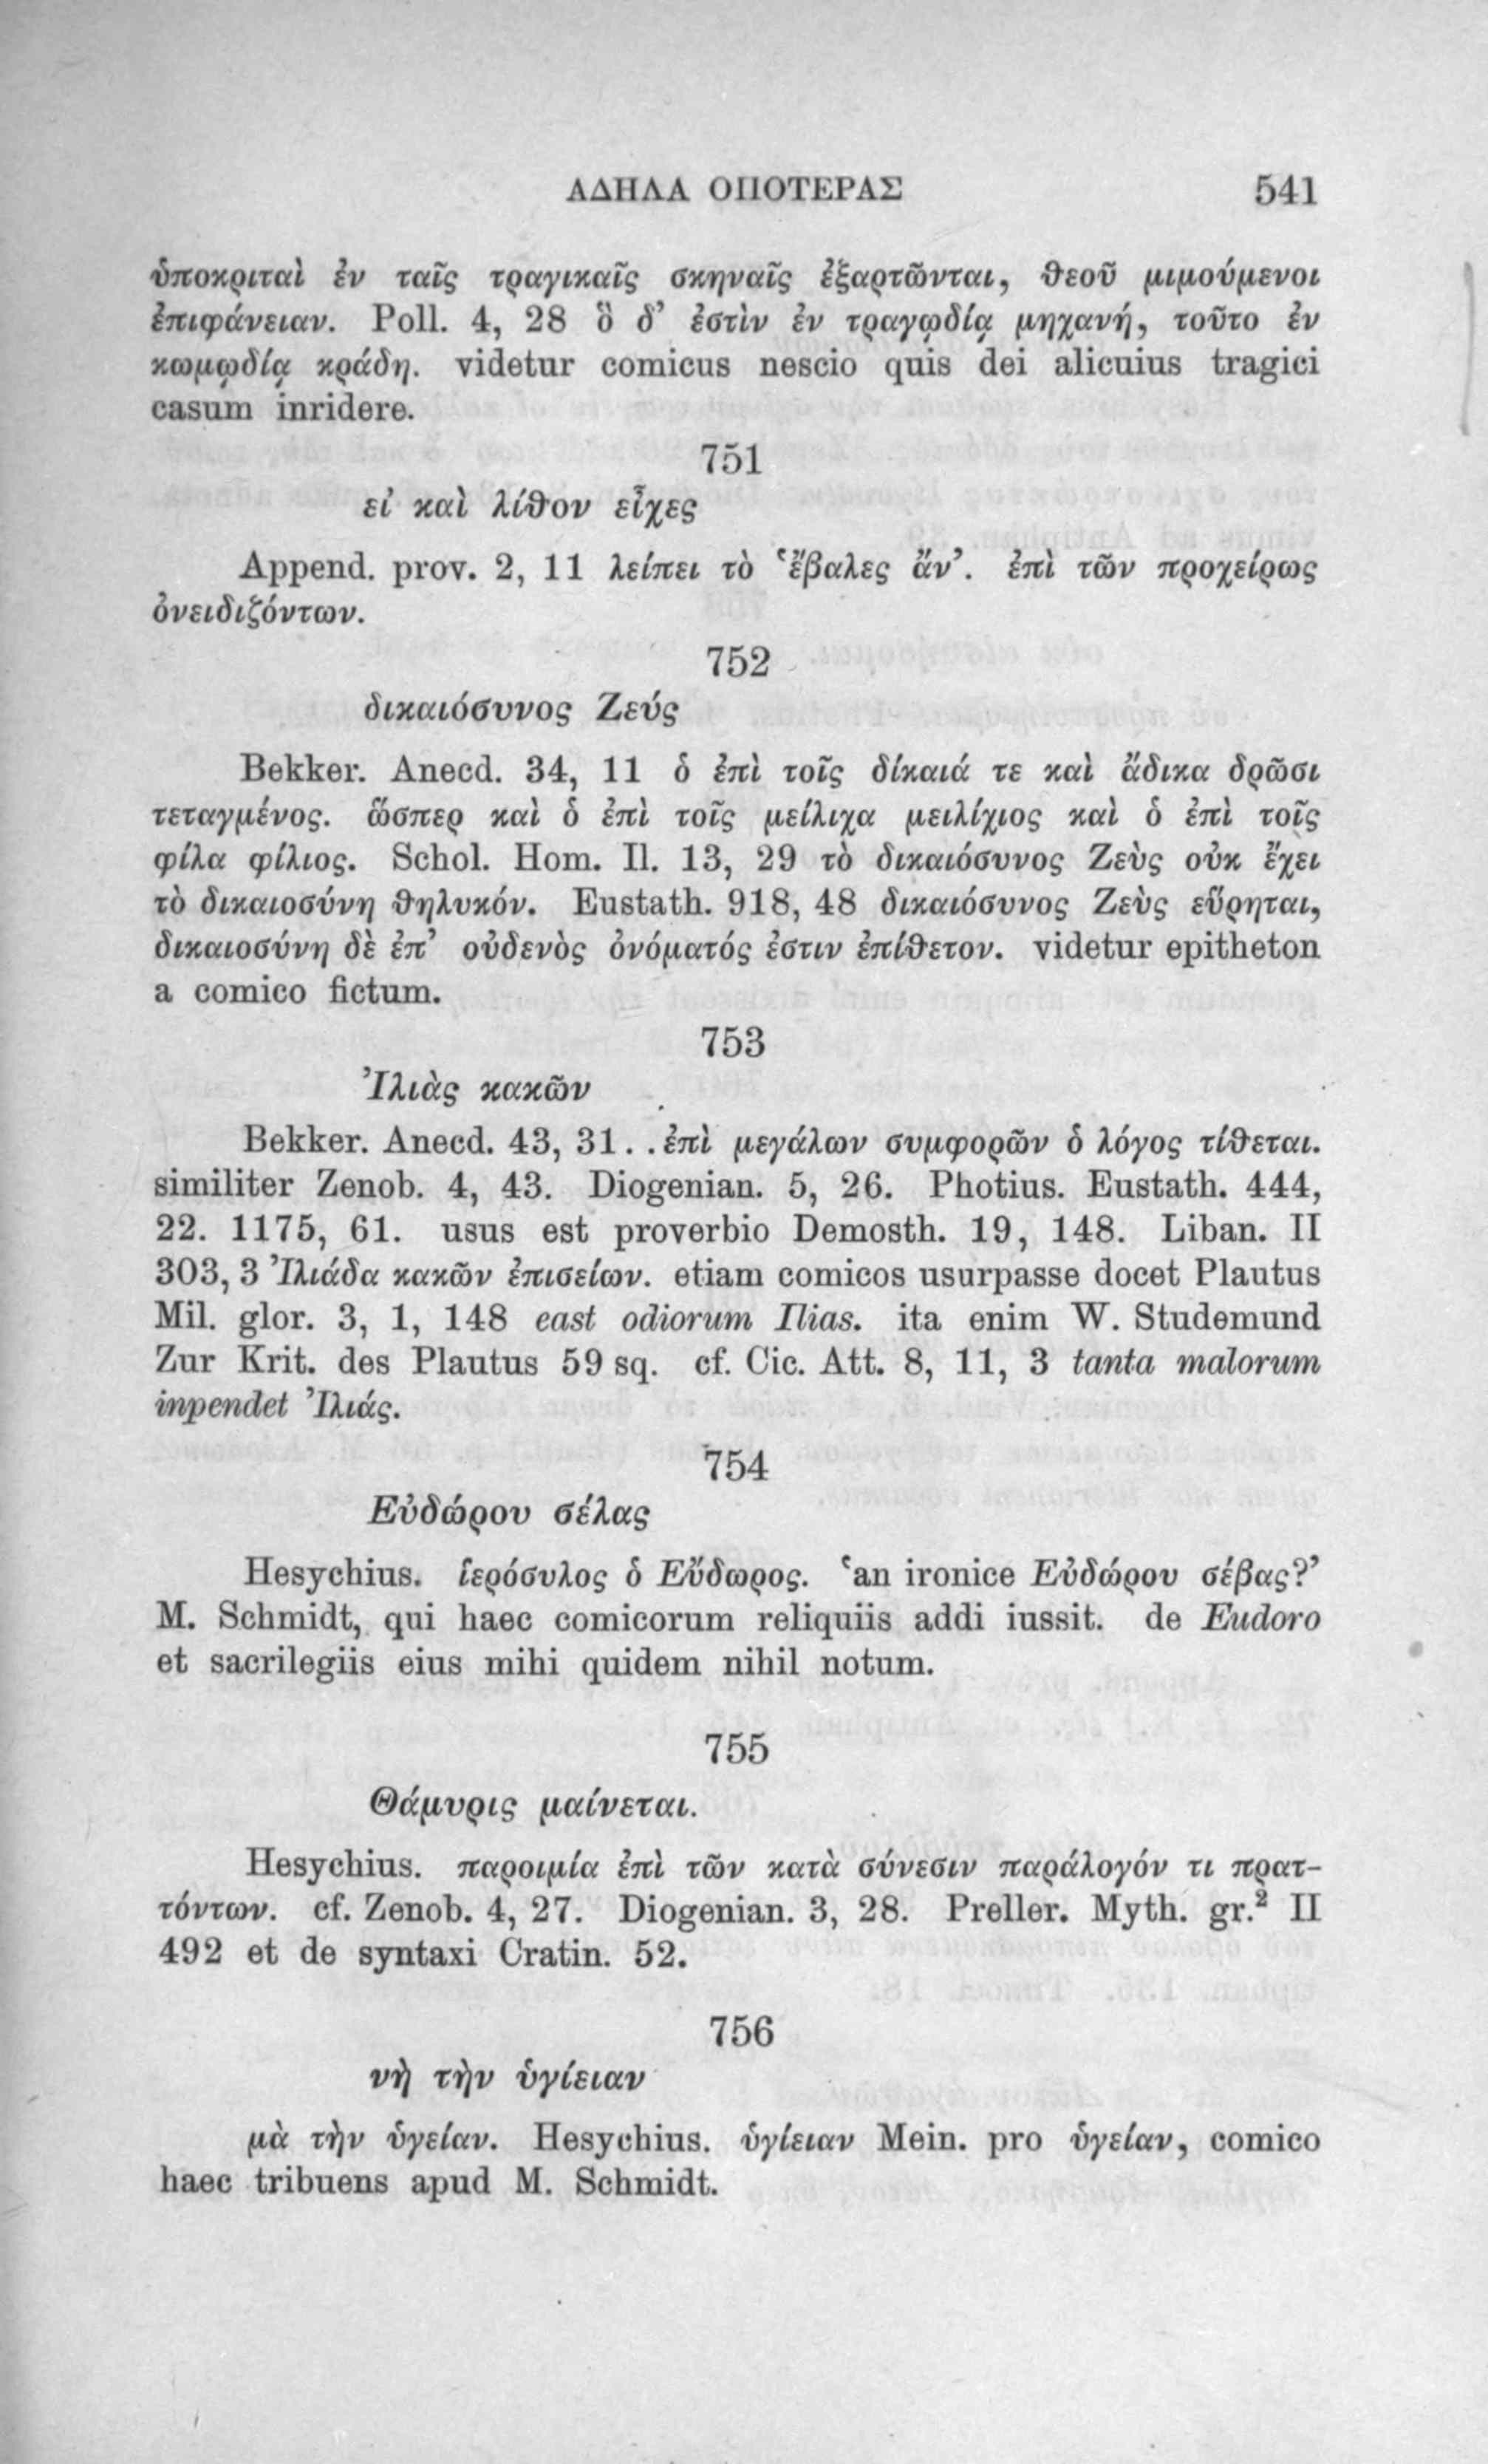 ΑΔΗΛΑ ΟΠΟΤΕΡΑΣ 541
ὑποκριταὶ ἐν ταῖς τραγικαῖς σκηναῖς ἐξαρτῶνται, θεοῦ μιμούμενοι
ἐπιφάνειαν. Poll. 4, 28 ὃ δ’ ἐστὶν ἐν τραγῳδίᾳ μηχανή, τοῦτο ἐν
κωμῳδίᾳ κράδη. videtur comicus nescio quis dei alicuius tragici
casum inridere.
751
εἰ καὶ λίθον εἶχες
Append. prov. 2, 11 λείπει τὸ ‘ἔβαλες ἄν’. ἐπὶ τῶν προχείρως
ὀνειδιζόντων.
752
δικαιόσυνος Ζεύς
Bekker. Anecd. 34, 11 ὁ ἐπὶ τοῖς δίκαιά τε καὶ ἄδικα δρῶσι
τεταγμένος. ὥσπερ καὶ ὁ ἐπὶ τοῖς μείλιχα μειλίχιος καὶ ὁ ἐπὶ τοῖς
φίλα φίλιος. Schol. Hom. Il. 13, 29 τὸ δικαιόσυνος Ζεὺς οὐκ ἔχει
τὸ δικαιοσύνη θηλυκόν. Eustath. 918, 48 δικαιόσυνος Ζεὺς εὕρηται,
δικαιοσύνη δὲ ἐπ’ οὐδενὸς ὀνόματός ἐστιν ἐπίθετον. videtur epitheton
a comico fictum.
753
Ἰλιὰς κακῶν
Bekker. Anecd. 43, 31. . ἐπὶ μεγάλων συμφορῶν ὁ λόγος τίθεται.
similiter Zenob. 4, 43. Diogenian. 5, 26. Photius. Eustath. 444,
22. 1175, 61. usus est proverbio Demosth. 19, 148. Liban. II
303, 3 Ἰλιάδα κακῶν ἐπισείων. etiam comicos usurpasse docet Plautus
Mil. glor. 3, 1, 148 east odiorum Ilias. ita enim W. Studemund
Zur Krit. des Plautus 59 sq. cf. Cic. Att. 8, 11, 3 tanta malorum
inpendet Ἰλιάς.
754
Εὐδώρου σέλας
Hesychius. ἱερόσυλος ὁ Εὔδωρος. ‘an ironice Εὐδώρου σέβας?’
M. Schmidt, qui haec comicorum reliquiis addi iussit. de Eudoro
et sacrilegiis eius mihi quidem nihil notum.
755
Θάμυρις μαίνεται.
Hesychius. παροιμία ἐπὶ τῶν κατὰ σύνεσιν παράλογόν τι πρατ-
τόντων. cf. Zenob. 4, 27. Diogenian. 3, 28. Preller. Myth. gr.² II
492 et de syntaxi Cratin. 52.
756
νὴ τὴν ὑγίειαν
μὰ τὴν ὑγείαν. Hesychius. ὑγίειαν Mein. pro ὑγείαν, comico
haec tribuens apud M. Schmidt.